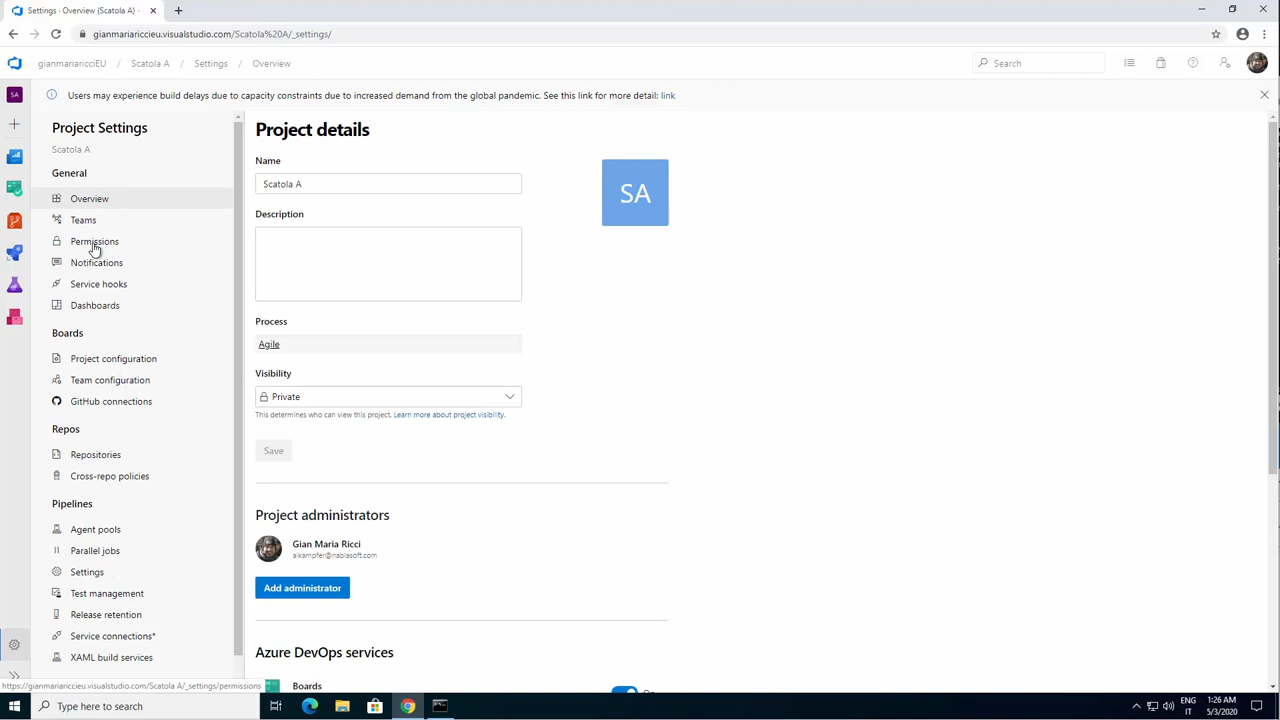 Settings - Overview (Scatola A) -
gianmariariccieu.visualstudio.com/Scatola%20A/_settings/
gianmariaricciEU / Scatola A / Settings / Overview
Search
Users may experience build delays due to capacity constraints due to increased demand from the global pandemic. See this link for more detail: link
SA
Project Settings
Scatola A
General
Overview
Teams
Permissions
Notifications
Service hooks
Dashboards
Boards
Project configuration
Team configuration
GitHub connections
Repos
Repositories
Cross-repo policies
Pipelines
Agent pools
Parallel jobs
Settings
Test management
Release retention
Service connections*
XAML build services
Project details
Name
Scatola A
SA
Description
Process
Agile
Visibility
Private
This determines who can view this project. Learn more about project visibility.
Save
Project administrators
Gian Maria Ricci
alkampfer@nablasoft.com
Add administrator
Azure DevOps services
Boards
https://gianmariariccieu.visualstudio.com/Scatola A/_settings/permissions
Type here to search
ENG
IT
1:26 AM
5/3/2020